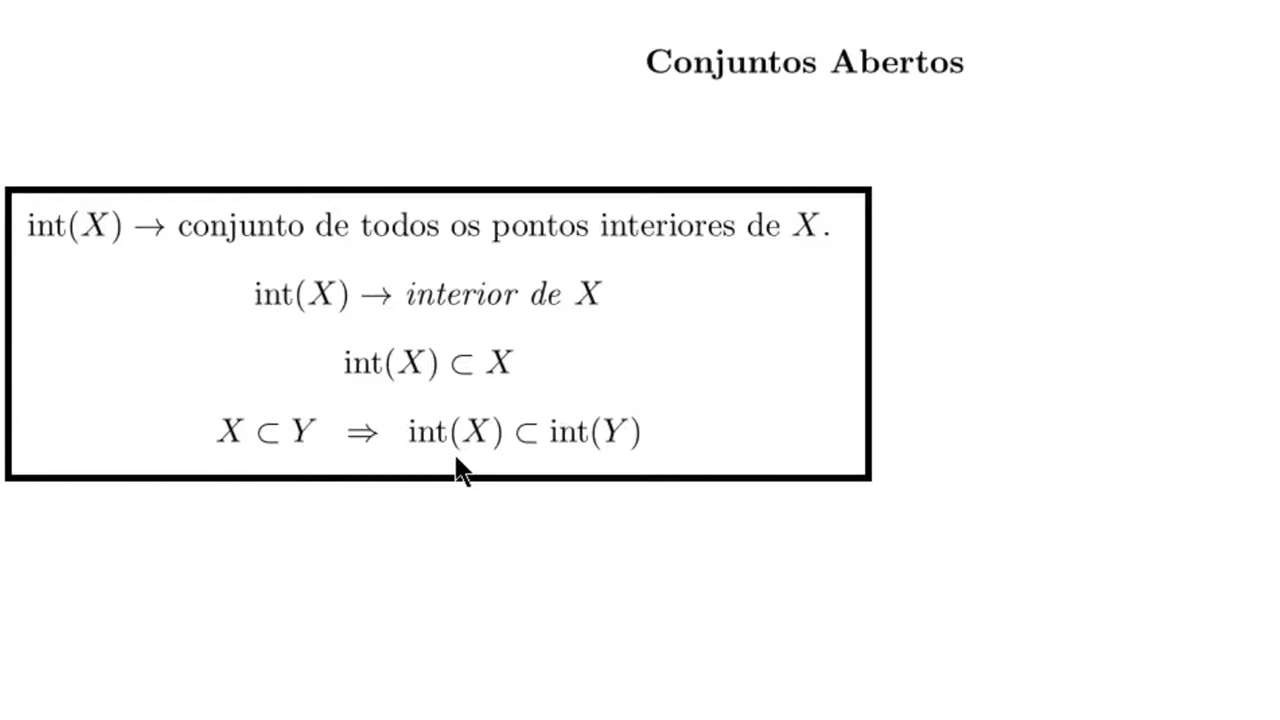 Conjuntos Abertos
int(X) → conjunto de todos os pontos interiores de X.
int(X) → interior de X
int(X) ⊂ X
X ⊂ Y ⇒ int(X) ⊂ int(Y)